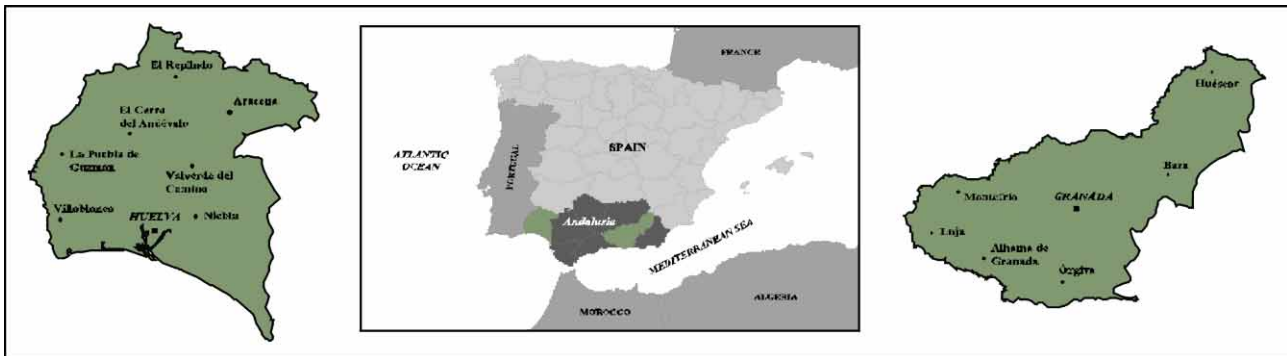 El Repilado
Aracena
El Cerro
del Andévalo
La Puebla de
Guzmán
Valverde del
Camino
Villablanca
HUELVA
Niebla
FRANCE
ATLANTIC
OCEAN
PORTUGAL
SPAIN
Andalucía
MEDITERRANEAN SEA
MOROCCO
ALGERIA
Huéscar
Baza
Montefrío
GRANADA
Loja
Alhama de
Granada
Órgiva